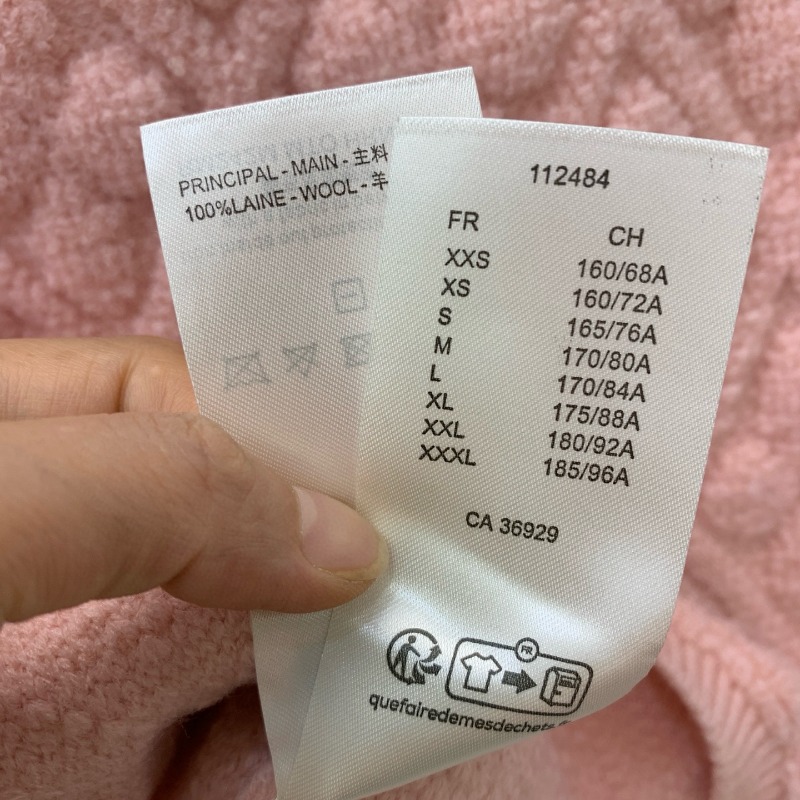 PRINCIPAL - MAIN - 主料
100%LAINE - WOOL - 羊
112484
FR CH
XXS 160/68A
XS 160/72A
S 165/76A
M 170/80A
L 170/84A
XL 175/88A
XXL 180/92A
XXXL 185/96A
CA 36929
FR
quefairedemesdechets.